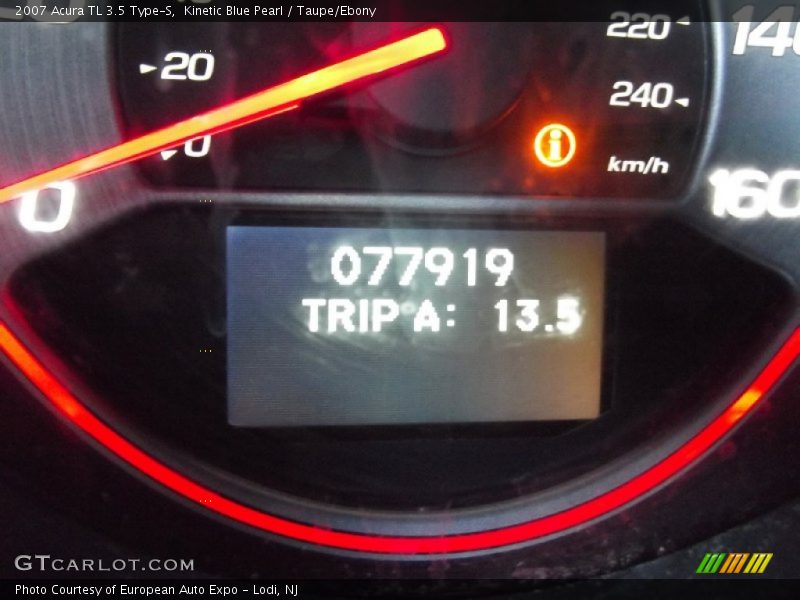 2007 Acura TL 3.5 Type-S, Kinetic Blue Pearl / Taupe/Ebony
220
140
20
240
0
km/h
0
160
077919
TRIP A: 13.5
GTCARLOT.COM
Photo Courtesy of European Auto Expo - Lodi, NJ